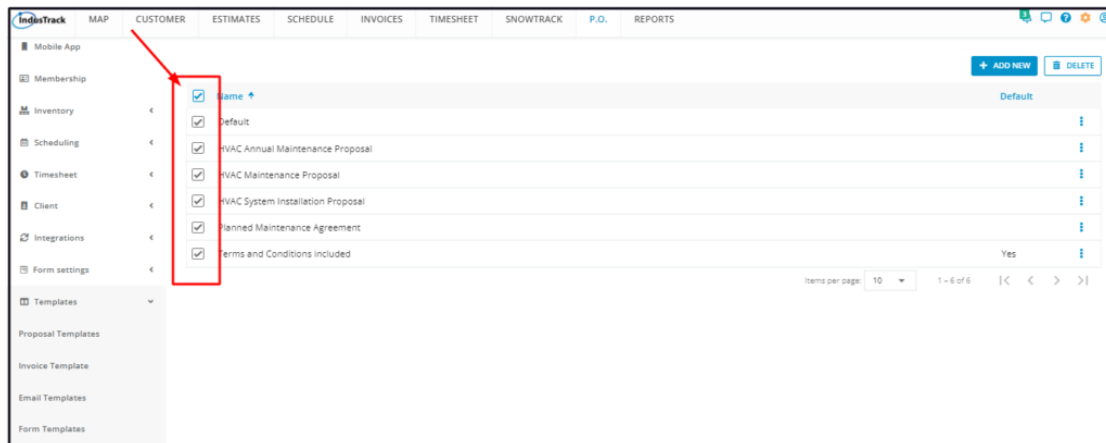 IndusTrack MAP CUSTOMER ESTIMATES SCHEDULE INVOICES TIMESHEET SNOWTRACK P.O. REPORTS 3
Mobile App
Membership
Inventory
Scheduling
Timesheet
Client
Integrations
Form settings
Templates
Proposal Templates
Invoice Template
Email Templates
Form Templates
+ ADD NEW DELETE
Name Default
Default
HVAC Annual Maintenance Proposal
HVAC Maintenance Proposal
HVAC System Installation Proposal
Planned Maintenance Agreement
Terms and Conditions included Yes
Items per page: 10 1 – 6 of 6